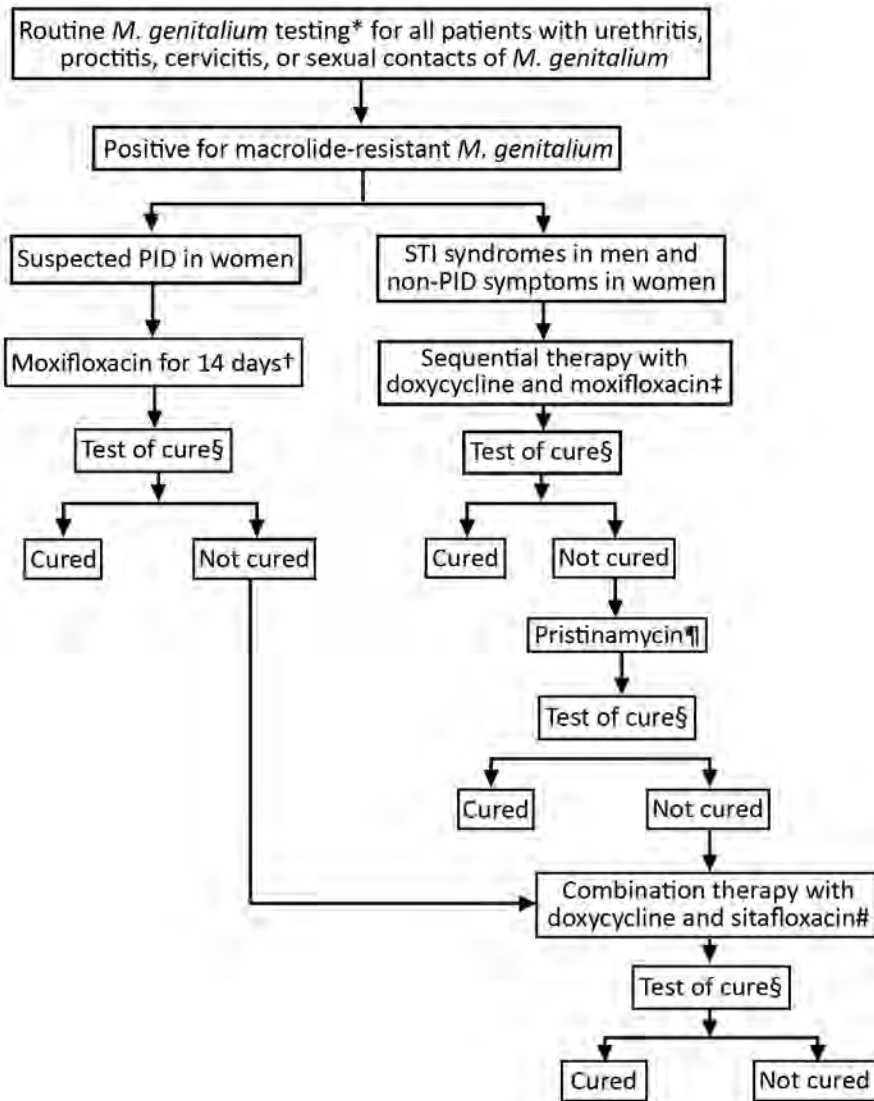 Routine M. genitalium testing* for all patients with urethritis,
proctitis, cervicitis, or sexual contacts of M. genitalium
Positive for macrolide-resistant M. genitalium
Suspected PID in women
STI syndromes in men and
non-PID symptoms in women
Moxifloxacin for 14 days†
Sequential therapy with
doxycycline and moxifloxacin‡
Test of cure§
Test of cure§
Cured
Not cured
Cured
Not cured
Pristinamycin¶
Test of cure§
Cured
Not cured
Combination therapy with
doxycycline and sitafloxacin#
Test of cure§
Cured
Not cured